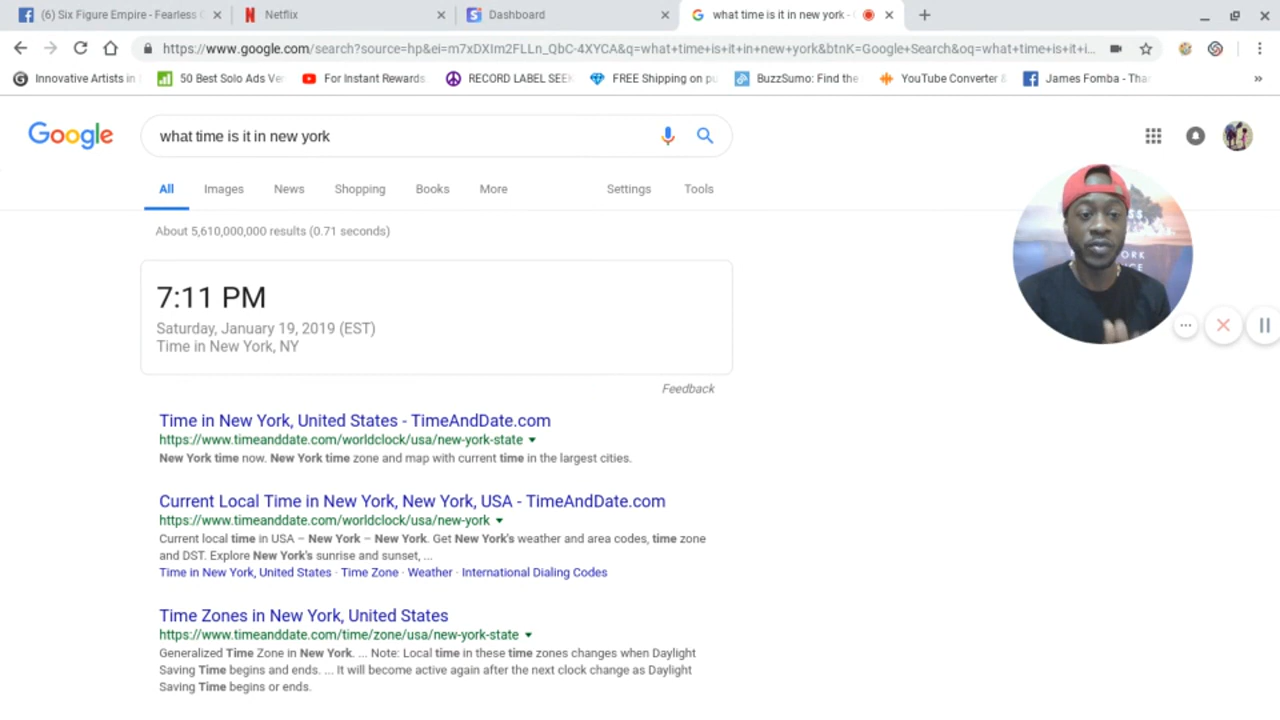 (6) Six Figure Empire - Fearless
Netflix
Dashboard
what time is it in new york -
https://www.google.com/search?source=hp&ei=m7xDXIm2FLLn_QbC-4XYCA&q=what+time+is+it+in+new+york&btnK=Google+Search&oq=what+time+is+it+i...
Innovative Artists in
50 Best Solo Ads Ver
For Instant Rewards
RECORD LABEL SEEK
FREE Shipping on pu
BuzzSumo: Find the
YouTube Converter &
James Fomba - Tha
»
Google
what time is it in new york
All Images News Shopping Books More Settings Tools
About 5,610,000,000 results (0.71 seconds)
7:11 PM
Saturday, January 19, 2019 (EST)
Time in New York, NY
Feedback
Time in New York, United States - TimeAndDate.com
https://www.timeanddate.com/worldclock/usa/new-york-state
New York time now. New York time zone and map with current time in the largest cities.
Current Local Time in New York, New York, USA - TimeAndDate.com
https://www.timeanddate.com/worldclock/usa/new-york
Current local time in USA – New York – New York. Get New York's weather and area codes, time zone
and DST. Explore New York's sunrise and sunset, ...
Time in New York, United States · Time Zone · Weather · International Dialing Codes
Time Zones in New York, United States
https://www.timeanddate.com/time/zone/usa/new-york-state
Generalized Time Zone in New York. ... Note: Local time in these time zones changes when Daylight
Saving Time begins and ends. ... It will become active again after the next clock change as Daylight
Saving Time begins or ends.